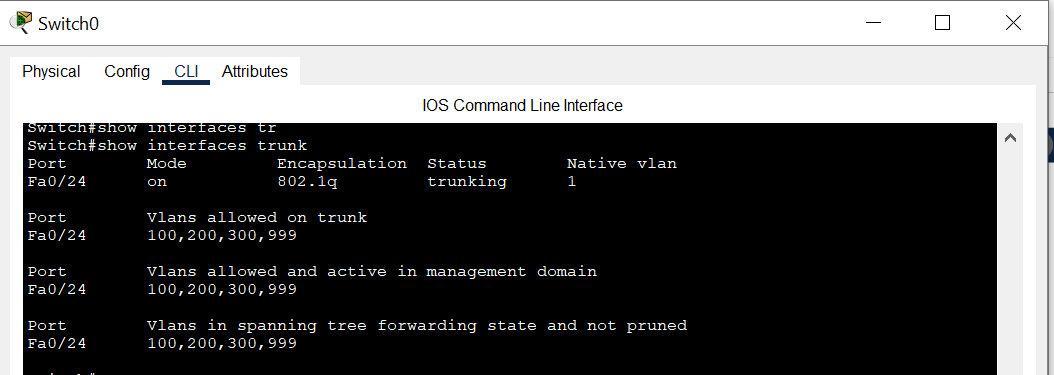 Switch0
Physical Config CLI Attributes
IOS Command Line Interface
Switch#show interfaces tr
Switch#show interfaces trunk
Port Mode Encapsulation Status Native vlan
Fa0/24 on 802.1q trunking 1
Port Vlans allowed on trunk
Fa0/24 100,200,300,999
Port Vlans allowed and active in management domain
Fa0/24 100,200,300,999
Port Vlans in spanning tree forwarding state and not pruned
Fa0/24 100,200,300,999